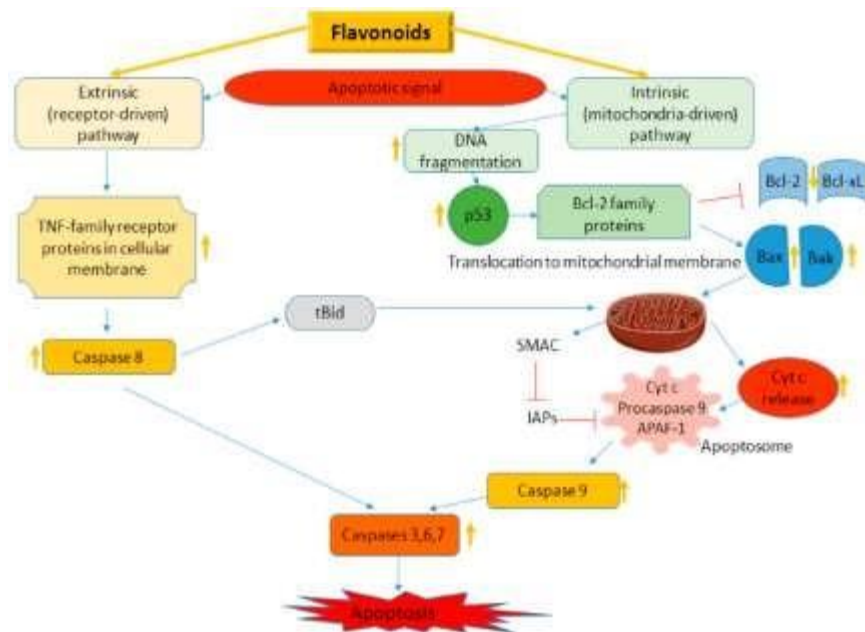 Flavonoids
Extrinsic
(receptor-driven)
pathway
Apoptotic signal
Intrinsic
(mitochondria-driven)
pathway
DNA
fragmentation
Bcl-2
Bcl-xL
p53
Bcl-2 family
proteins
TNF-family receptor
proteins in cellular
membrane
Translocation to mitochondrial membrane
Bax
Bak
tBid
Caspase 8
SMAC
Cyt c
release
IAPs
Cyt c
Procaspase 9
APAF-1
Apoptosome
Caspase 9
Caspases 3,6,7
Apoptosis